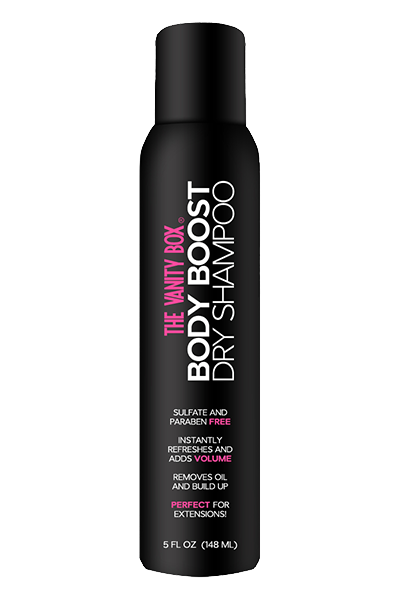 THE VANITY BOX®
BODY BOOST
DRY SHAMPOO
SULFATE AND
PARABEN FREE
INSTANTLY
REFRESHES AND
ADDS VOLUME
REMOVES OIL
AND BUILD UP
PERFECT FOR
EXTENSIONS!
5 FL OZ (148 ML)